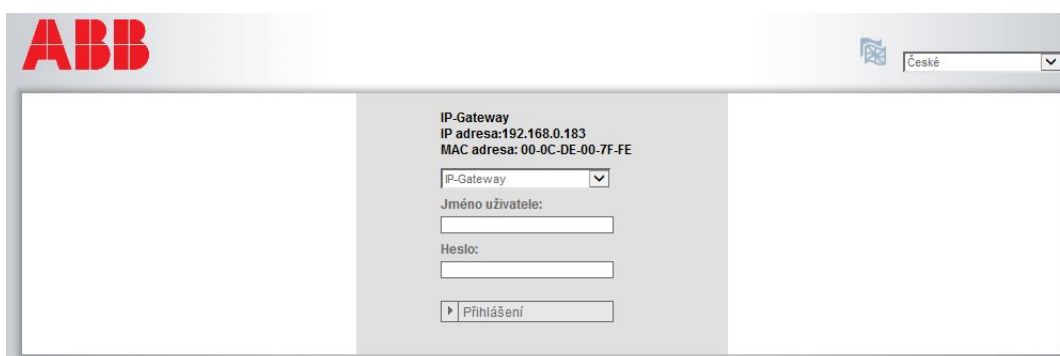 ABB
České
IP-Gateway
IP adresa:192.168.0.183
MAC adresa: 00-0C-DE-00-7F-FE
IP-Gateway
Jméno uživatele:
Heslo:
Přihlášení